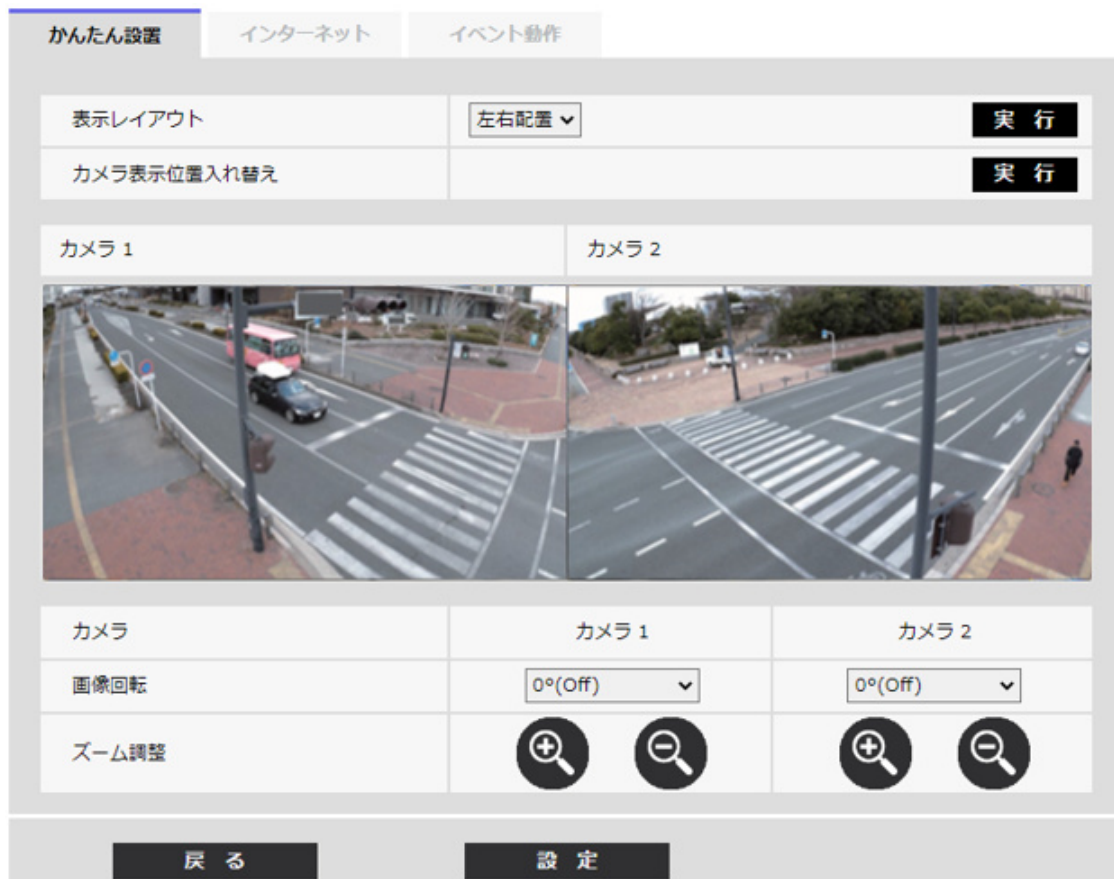 かんたん設置 インターネット イベント動作
表示レイアウト 左右配置 実 行
カメラ表示位置入れ替え 実 行
カメラ 1 カメラ 2
カメラ カメラ 1 カメラ 2
画像回転 0°(Off) 0°(Off)
ズーム調整
戻 る 設 定